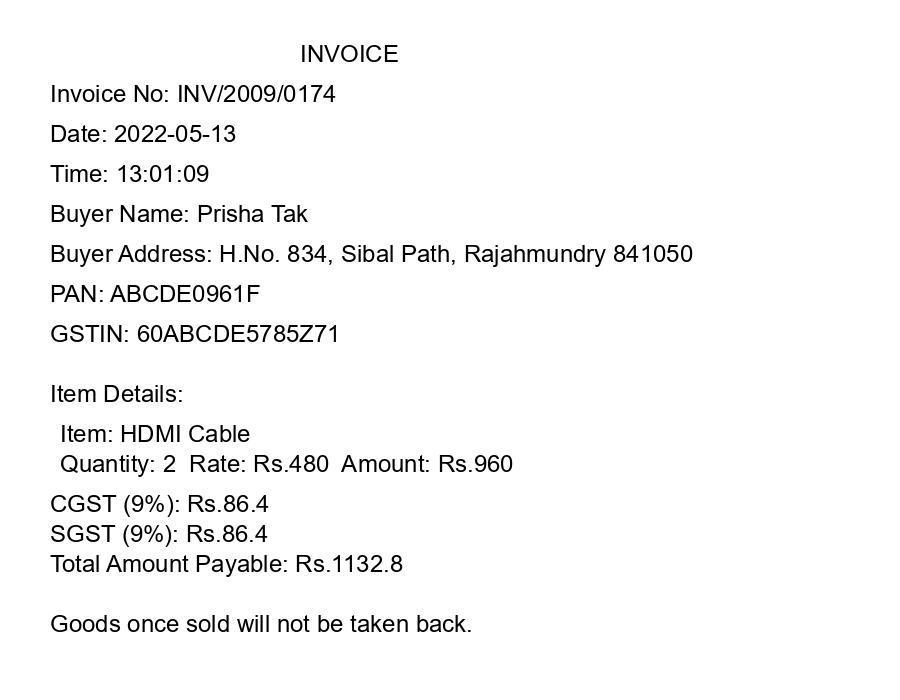 INVOICE
Invoice No: INV/2009/0174
Date: 2022-05-13
Time: 13:01:09
Buyer Name: Prisha Tak
Buyer Address: H.No. 834, Sibal Path, Rajahmundry 841050
PAN: ABCDE0961F
GSTIN: 60ABCDE5785Z71
Item Details:
Item: HDMI Cable
Quantity: 2 Rate: Rs.480 Amount: Rs.960
CGST (9%): Rs.86.4
SGST (9%): Rs.86.4
Total Amount Payable: Rs.1132.8
Goods once sold will not be taken back.